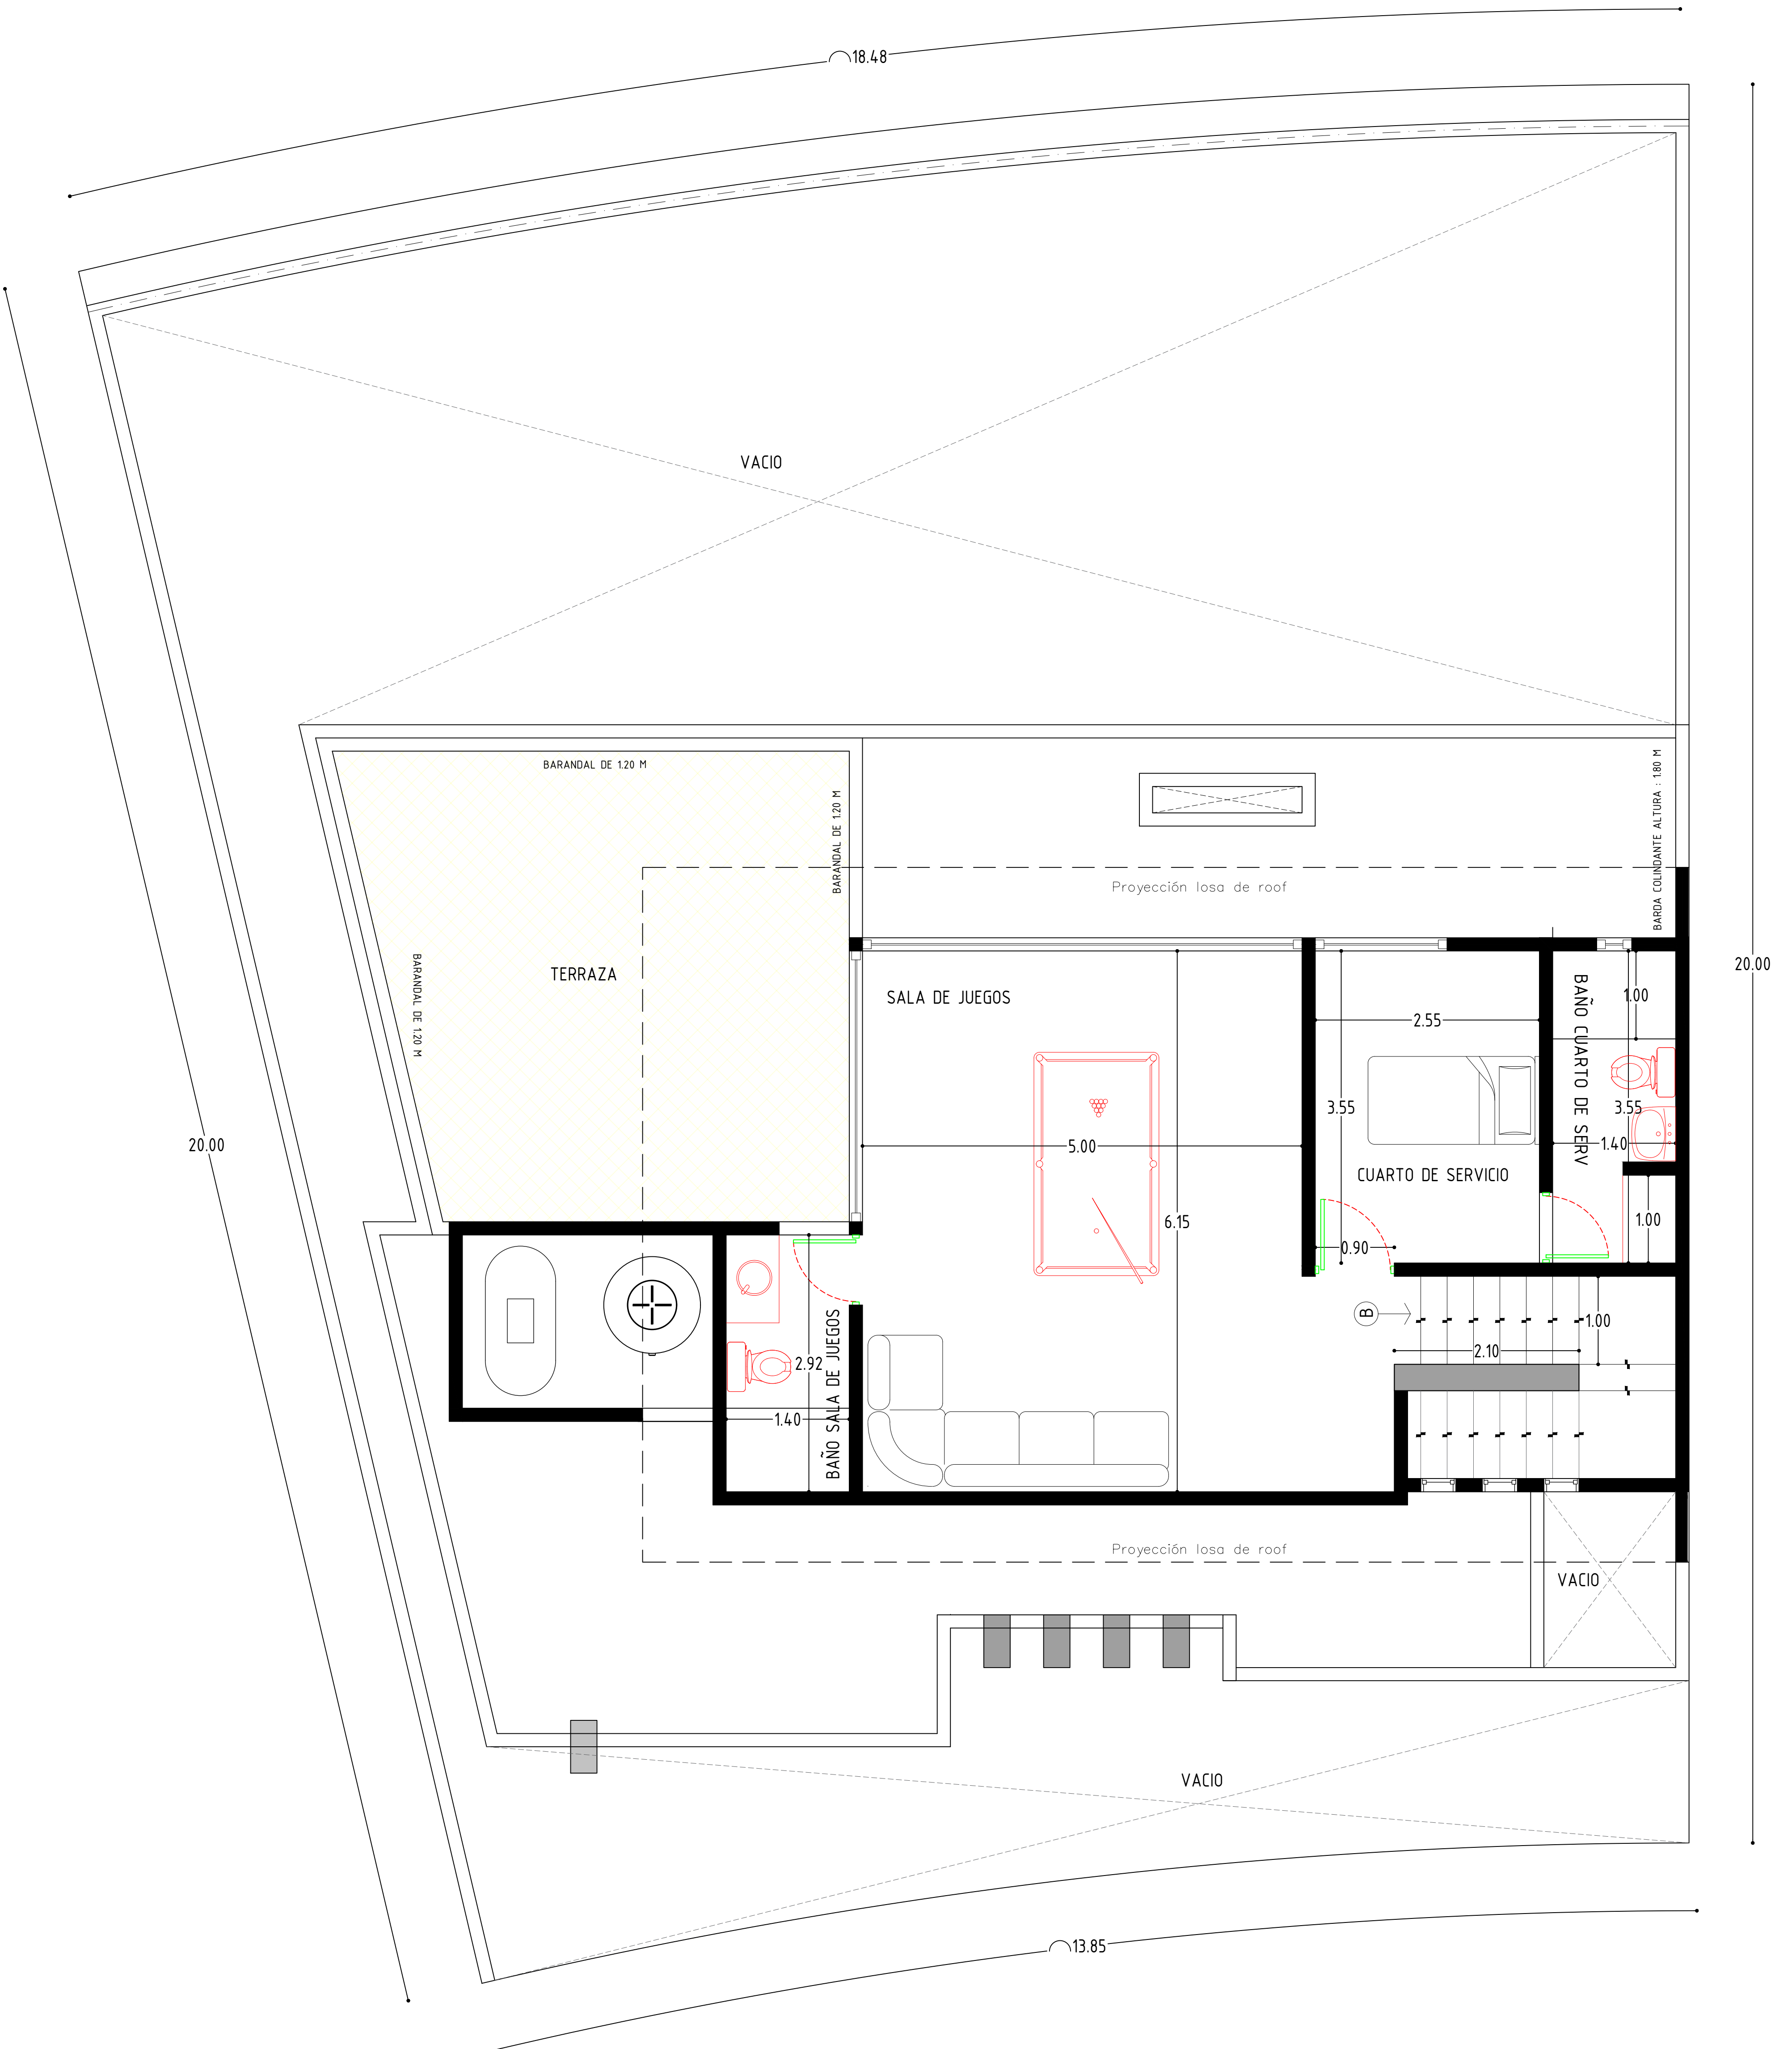 18.48
VACIO
BARANDAL DE 1.20 M
BARANDAL DE 1.20 M
BARDA COLINDANTE ALTURA : 1.80 M
Proyección losa de roof
BARANDAL DE 1.20 M
TERRAZA
SALA DE JUEGOS
20.00
1.00
2.55
BAÑO CUARTO DE SERV
3.55
3.55
20.00
5.00
1.40
CUARTO DE SERVICIO
6.15
1.00
0.90
B
1.00
2.10
2.92
BAÑO SALA DE JUEGOS
1.40
Proyección losa de roof
VACIO
VACIO
13.85